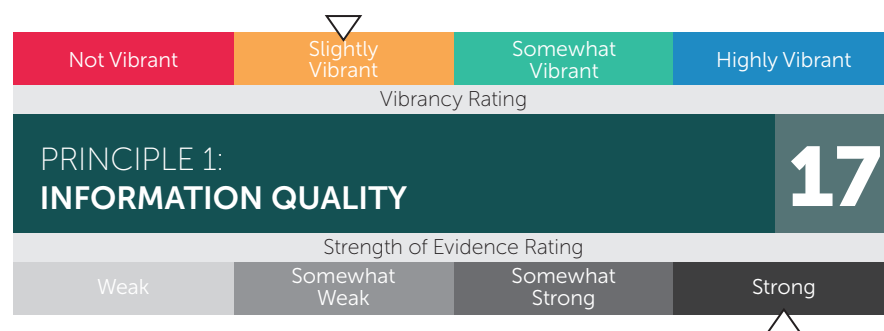 Not Vibrant
Slightly
Vibrant
Somewhat
Vibrant
Highly Vibrant
Vibrancy Rating
PRINCIPLE 1:
INFORMATION QUALITY
17
Strength of Evidence Rating
Weak
Somewhat
Weak
Somewhat
Strong
Strong